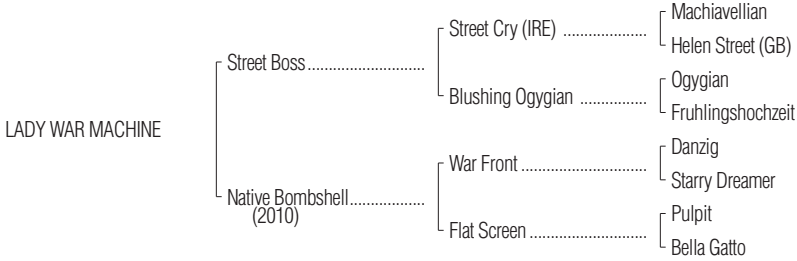 Machiavellian
Street Cry (IRE) ....................
Helen Street (GB)
Street Boss............................
Ogygian
Blushing Ogygian ................
Fruhlingshochzeit
LADY WAR MACHINE
Danzig
War Front ..............................
Starry Dreamer
Native Bombshell..................
(2010)
Pulpit
Flat Screen ............................
Bella Gatto